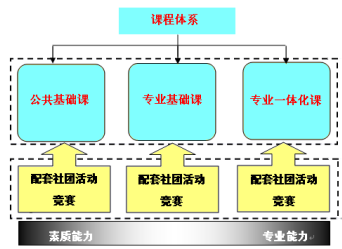 课程体系
公共基础课
专业基础课
专业一体化课
配套社团活动
竞赛
配套社团活动
竞赛
配套社团活动
竞赛
素质能力
专业能力